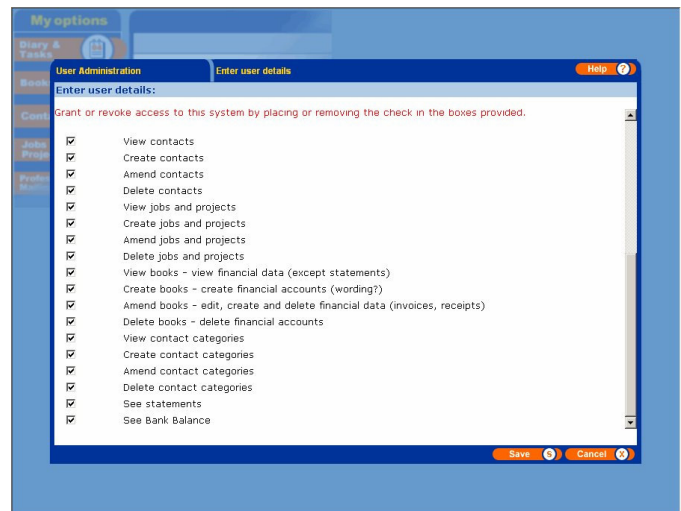 My options
Diary &
Tasks
Book
Cont
Jobs
Proje
Profes
User Administration
Enter user details
Help ?
Enter user details:
Grant or revoke access to this system by placing or removing the check in the boxes provided.
View contacts
Create contacts
Amend contacts
Delete contacts
View jobs and projects
Create jobs and projects
Amend jobs and projects
Delete jobs and projects
View books - view financial data (except statements)
Create books - create financial accounts (wording?)
Amend books - edit, create and delete financial data (invoices, receipts)
Delete books - delete financial accounts
View contact categories
Create contact categories
Amend contact categories
Delete contact categories
See statements
See Bank Balance
Save S Cancel X